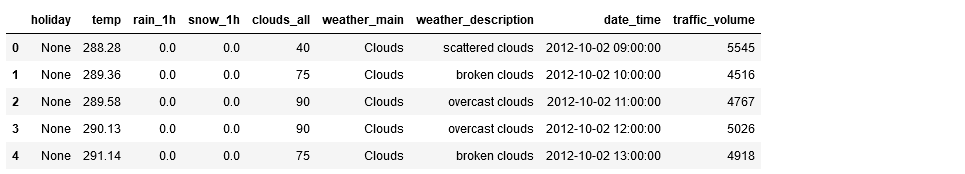 holiday temp rain_1h snow_1h clouds_all weather_main weather_description date_time traffic_volume
0 None 288.28 0.0 0.0 40 Clouds scattered clouds 2012-10-02 09:00:00 5545
1 None 289.36 0.0 0.0 75 Clouds broken clouds 2012-10-02 10:00:00 4516
2 None 289.58 0.0 0.0 90 Clouds overcast clouds 2012-10-02 11:00:00 4767
3 None 290.13 0.0 0.0 90 Clouds overcast clouds 2012-10-02 12:00:00 5026
4 None 291.14 0.0 0.0 75 Clouds broken clouds 2012-10-02 13:00:00 4918